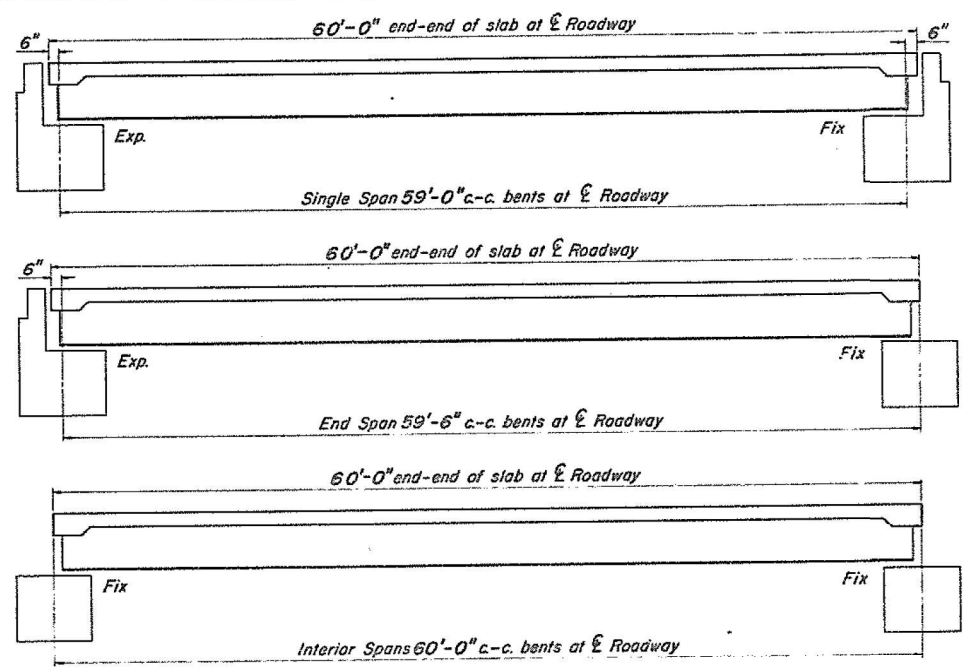 60'-0" end-end of slab at ℄ Roadway
6"
6"
Exp.
Fix
Single Span 59'-0" c.-c. bents at ℄ Roadway
60'-0" end-end of slab at ℄ Roadway
6"
Exp.
Fix
End Span 59'-6" c.-c. bents at ℄ Roadway
60'-0" end-end of slab at ℄ Roadway
Fix
Fix
Interior Spans 60'-0" c.-c. bents at ℄ Roadway